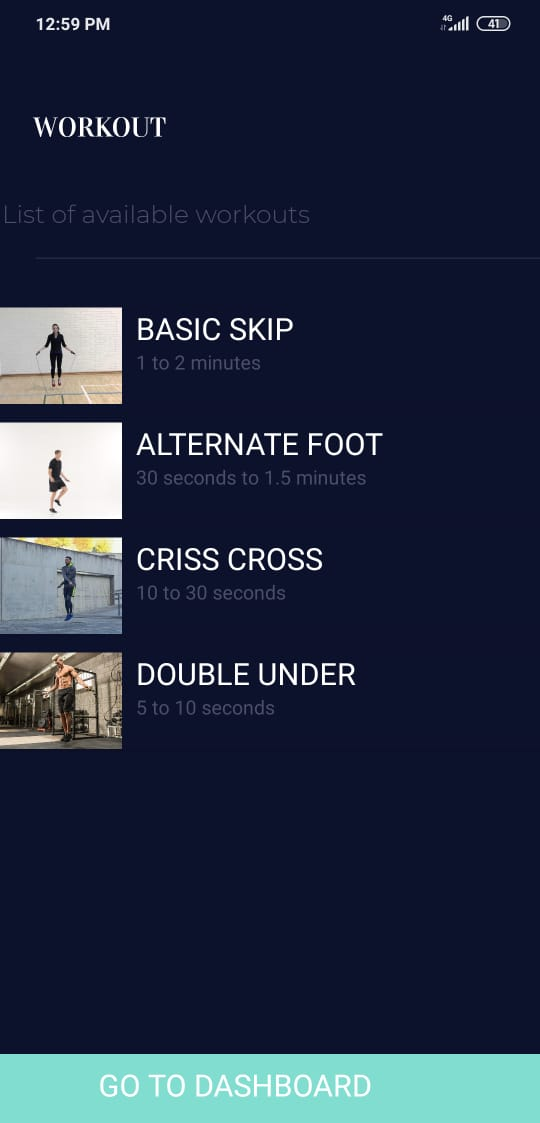 12:59 PM
4G
41
WORKOUT
List of available workouts
BASIC SKIP
1 to 2 minutes
ALTERNATE FOOT
30 seconds to 1.5 minutes
CRISS CROSS
10 to 30 seconds
DOUBLE UNDER
5 to 10 seconds
GO TO DASHBOARD